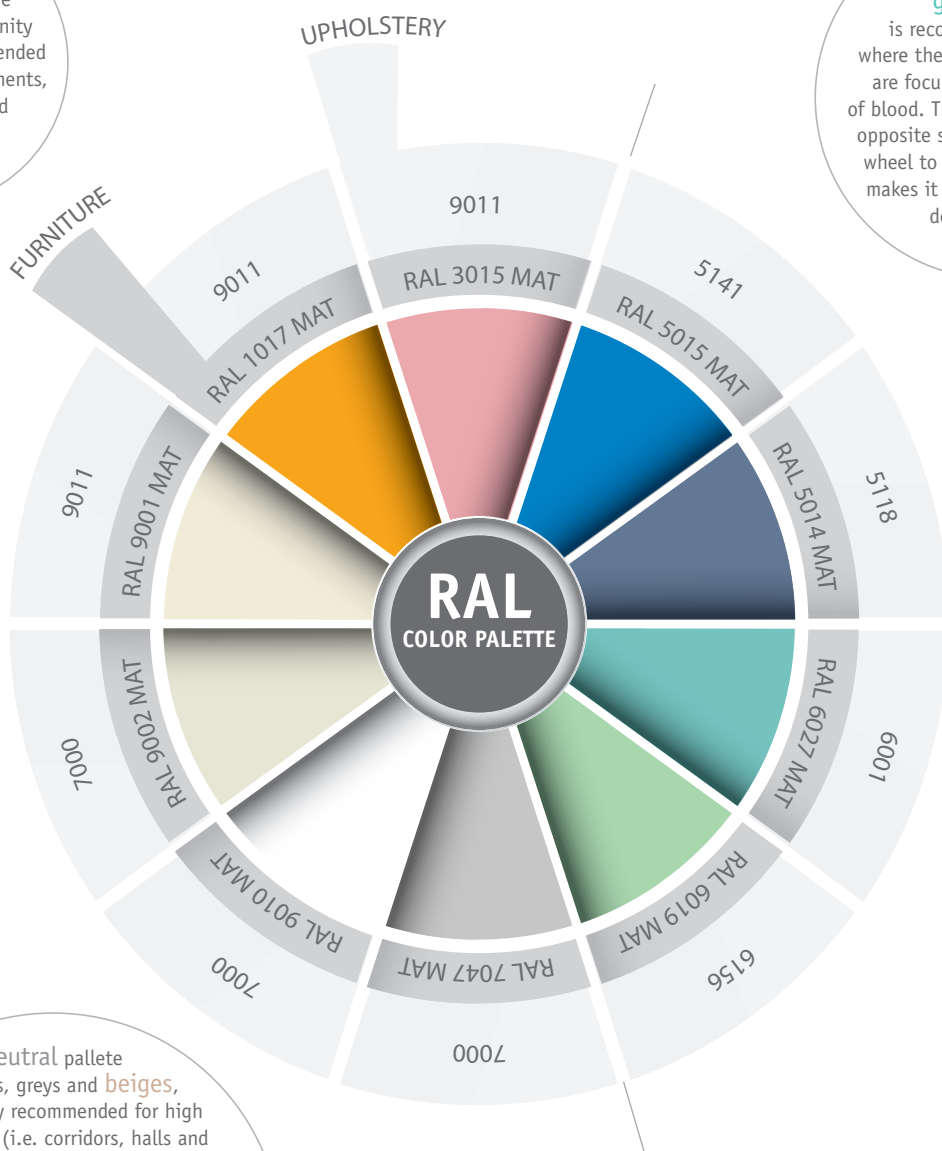 nity
ended
nents,
d
UPHOLSTERY
FURNITURE
is reco
where the
are focu
of blood. T
opposite s
wheel to
makes it
de
9011
RAL 3015 MAT
5141
RAL 5015 MAT
5118
RAL 5014 MAT
6001
RAL 6027 MAT
6156
RAL 6019 MAT
7000
RAL 7047 MAT
7000
RAL 9010 MAT
7000
RAL 9002 MAT
9011
RAL 9001 MAT
9011
RAL 1017 MAT
RAL
COLOR PALETTE
eutral pallete
s, greys and beiges,
y recommended for high
(i.e. corridors, halls and